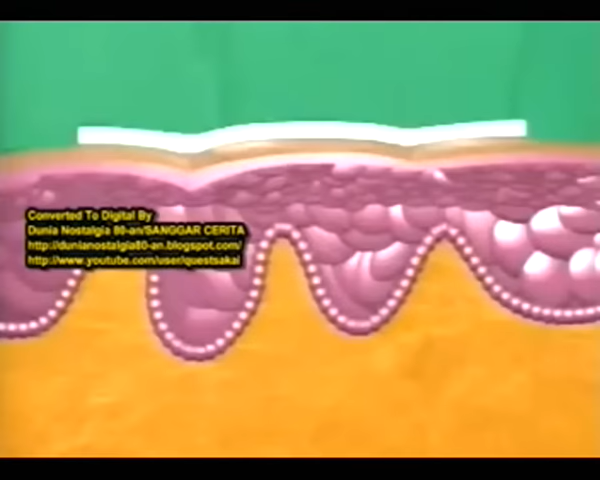 Converted To Digital By
Dunia Nostalgia 80-an/SANGGAR CERITA
http://dunianostalgia80-an.blogspot.com/
http://www.youtube.com/user/questsakai